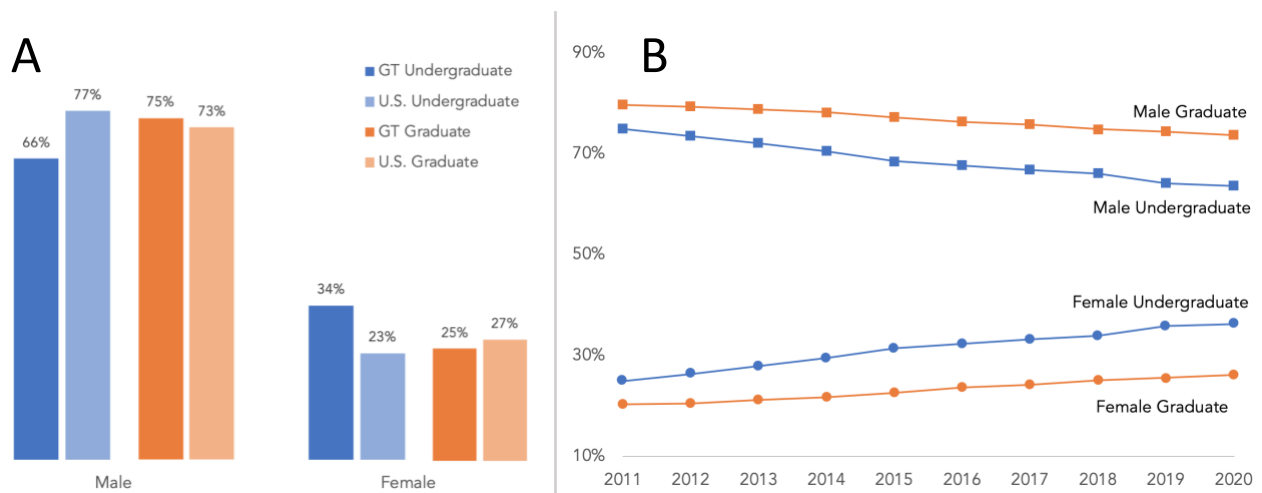 A
GT Undergraduate
U.S. Undergraduate
GT Graduate
U.S. Graduate
66%
77%
75%
73%
34%
23%
25%
27%
Male
Female
B
90%
70%
50%
30%
10%
Male Graduate
Male Undergraduate
Female Undergraduate
Female Graduate
2011 2012 2013 2014 2015 2016 2017 2018 2019 2020